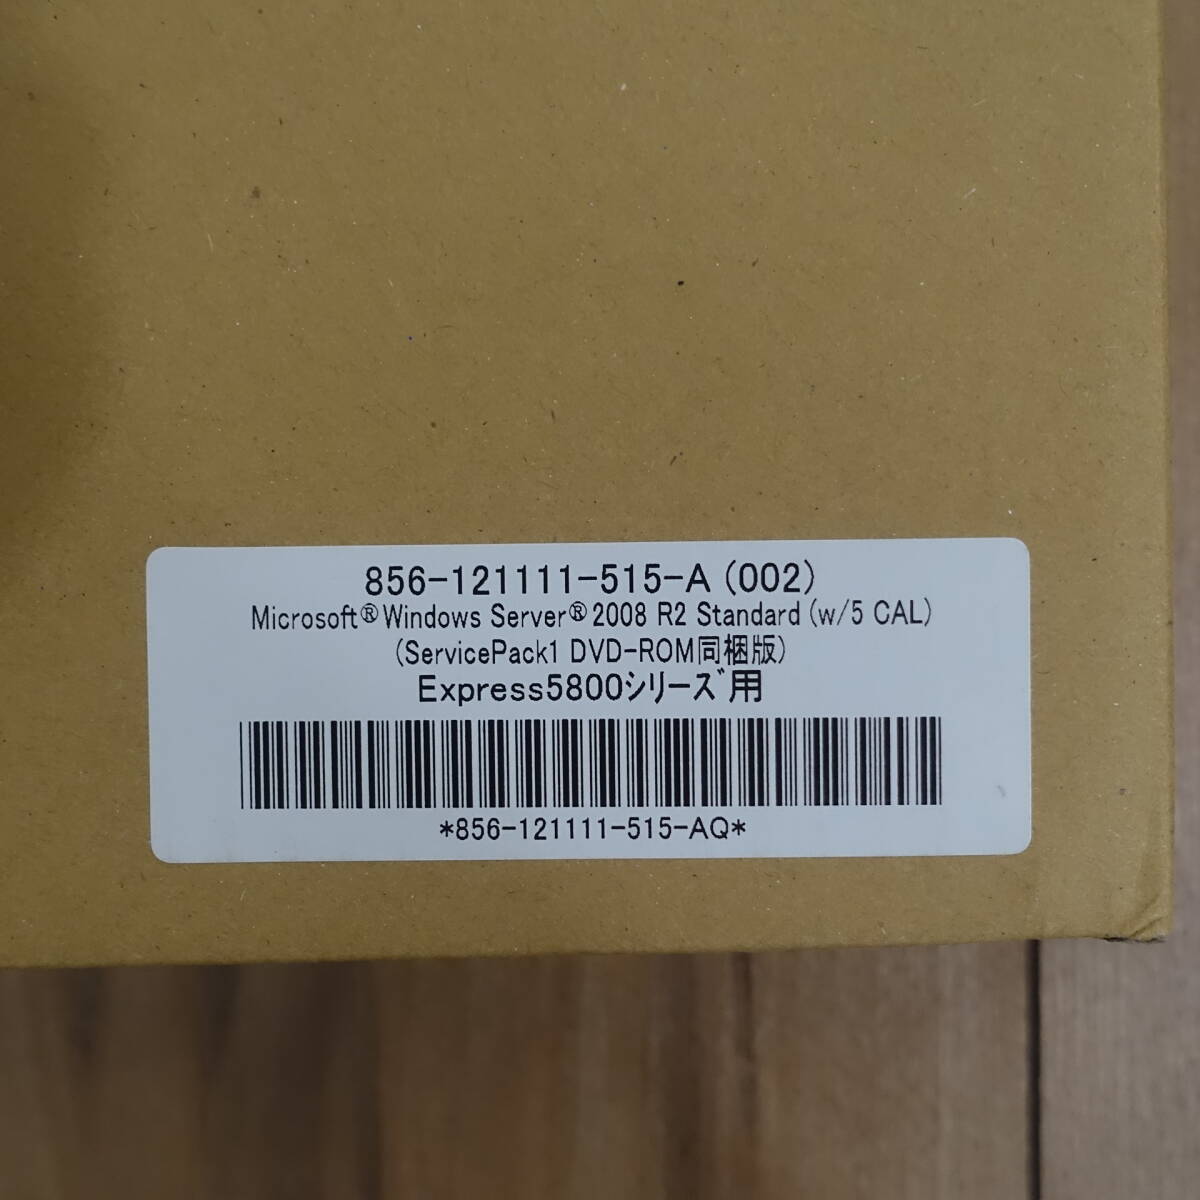 856-121111-515-A (002)
Microsoft® Windows Server® 2008 R2 Standard (w/5 CAL)
(ServicePack1 DVD-ROM同梱版)
Express5800シリーズ用
*856-121111-515-AQ*